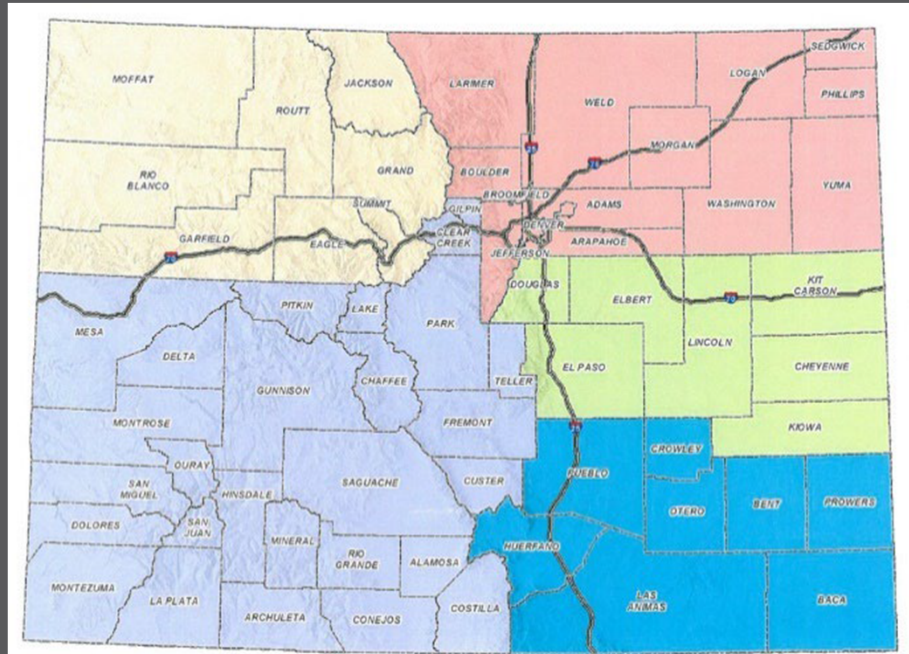 SEDGWICK
LOGAN
MOFFAT
JACKSON
LARIMER
PHILLIPS
WELD
ROUTT
MORGAN
GRAND
BOULDER
RIO
BLANCO
YUMA
BROOMFIELD
SUMMIT
ADAMS
WASHINGTON
GILPIN
DENVER
GARFIELD
EAGLE
CLEAR
CREEK
ARAPAHOE
JEFFERSON
70
DOUGLAS
KIT
CARSON
PITKIN
LAKE
ELBERT
70
PARK
MESA
LINCOLN
DELTA
EL PASO
CHEYENNE
CHAFFEE
TELLER
GUNNISON
MONTROSE
FREMONT
KIOWA
CROWLEY
OURAY
PUEBLO
SAN
MIGUEL
HINSDALE
SAGUACHE
CUSTER
BENT
PROWERS
OTERO
DOLORES
SAN
JUAN
MINERAL
HUERFANO
RIO
GRANDE
ALAMOSA
MONTEZUMA
LA PLATA
COSTILLA
LAS
ANIMAS
BACA
ARCHULETA
CONEJOS